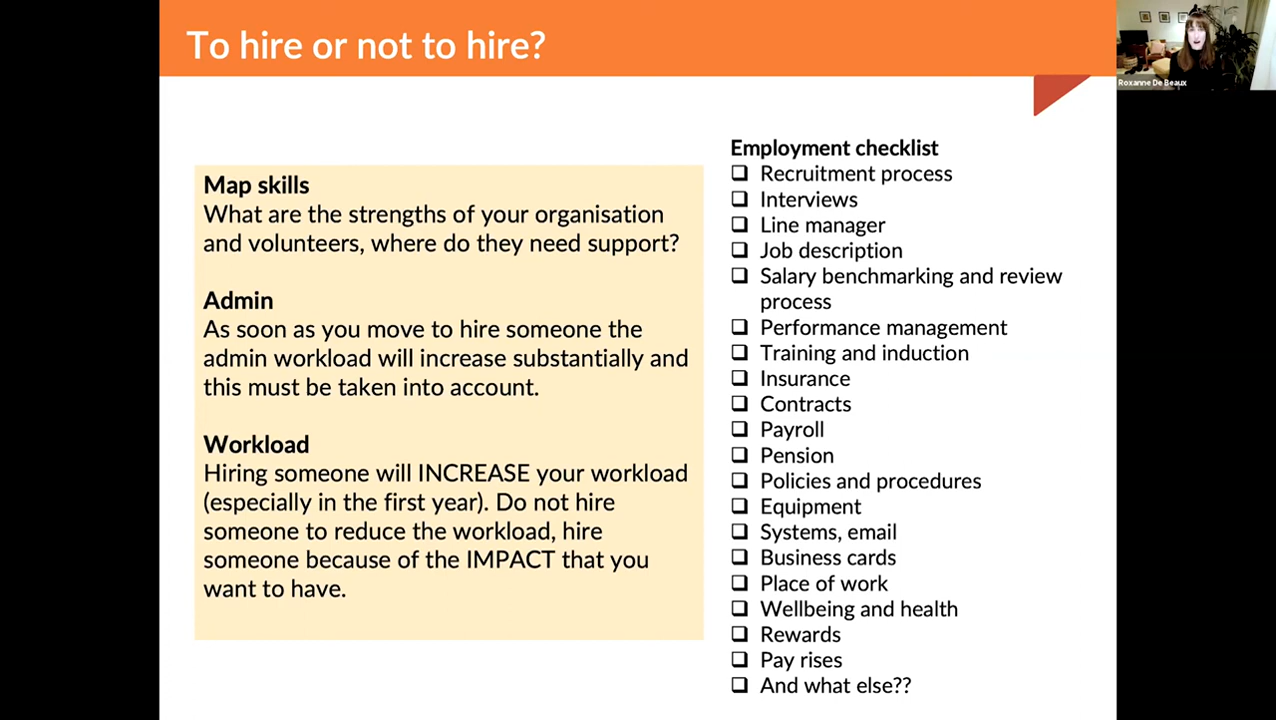 To hire or not to hire?
Roxanne De Beaux
Map skills
What are the strengths of your organisation
and volunteers, where do they need support?
Admin
As soon as you move to hire someone the
admin workload will increase substantially and
this must be taken into account.
Workload
Hiring someone will INCREASE your workload
(especially in the first year). Do not hire
someone to reduce the workload, hire
someone because of the IMPACT that you
want to have.
Employment checklist
Recruitment process
Interviews
Line manager
Job description
Salary benchmarking and review
process
Performance management
Training and induction
Insurance
Contracts
Payroll
Pension
Policies and procedures
Equipment
Systems, email
Business cards
Place of work
Wellbeing and health
Rewards
Pay rises
And what else??